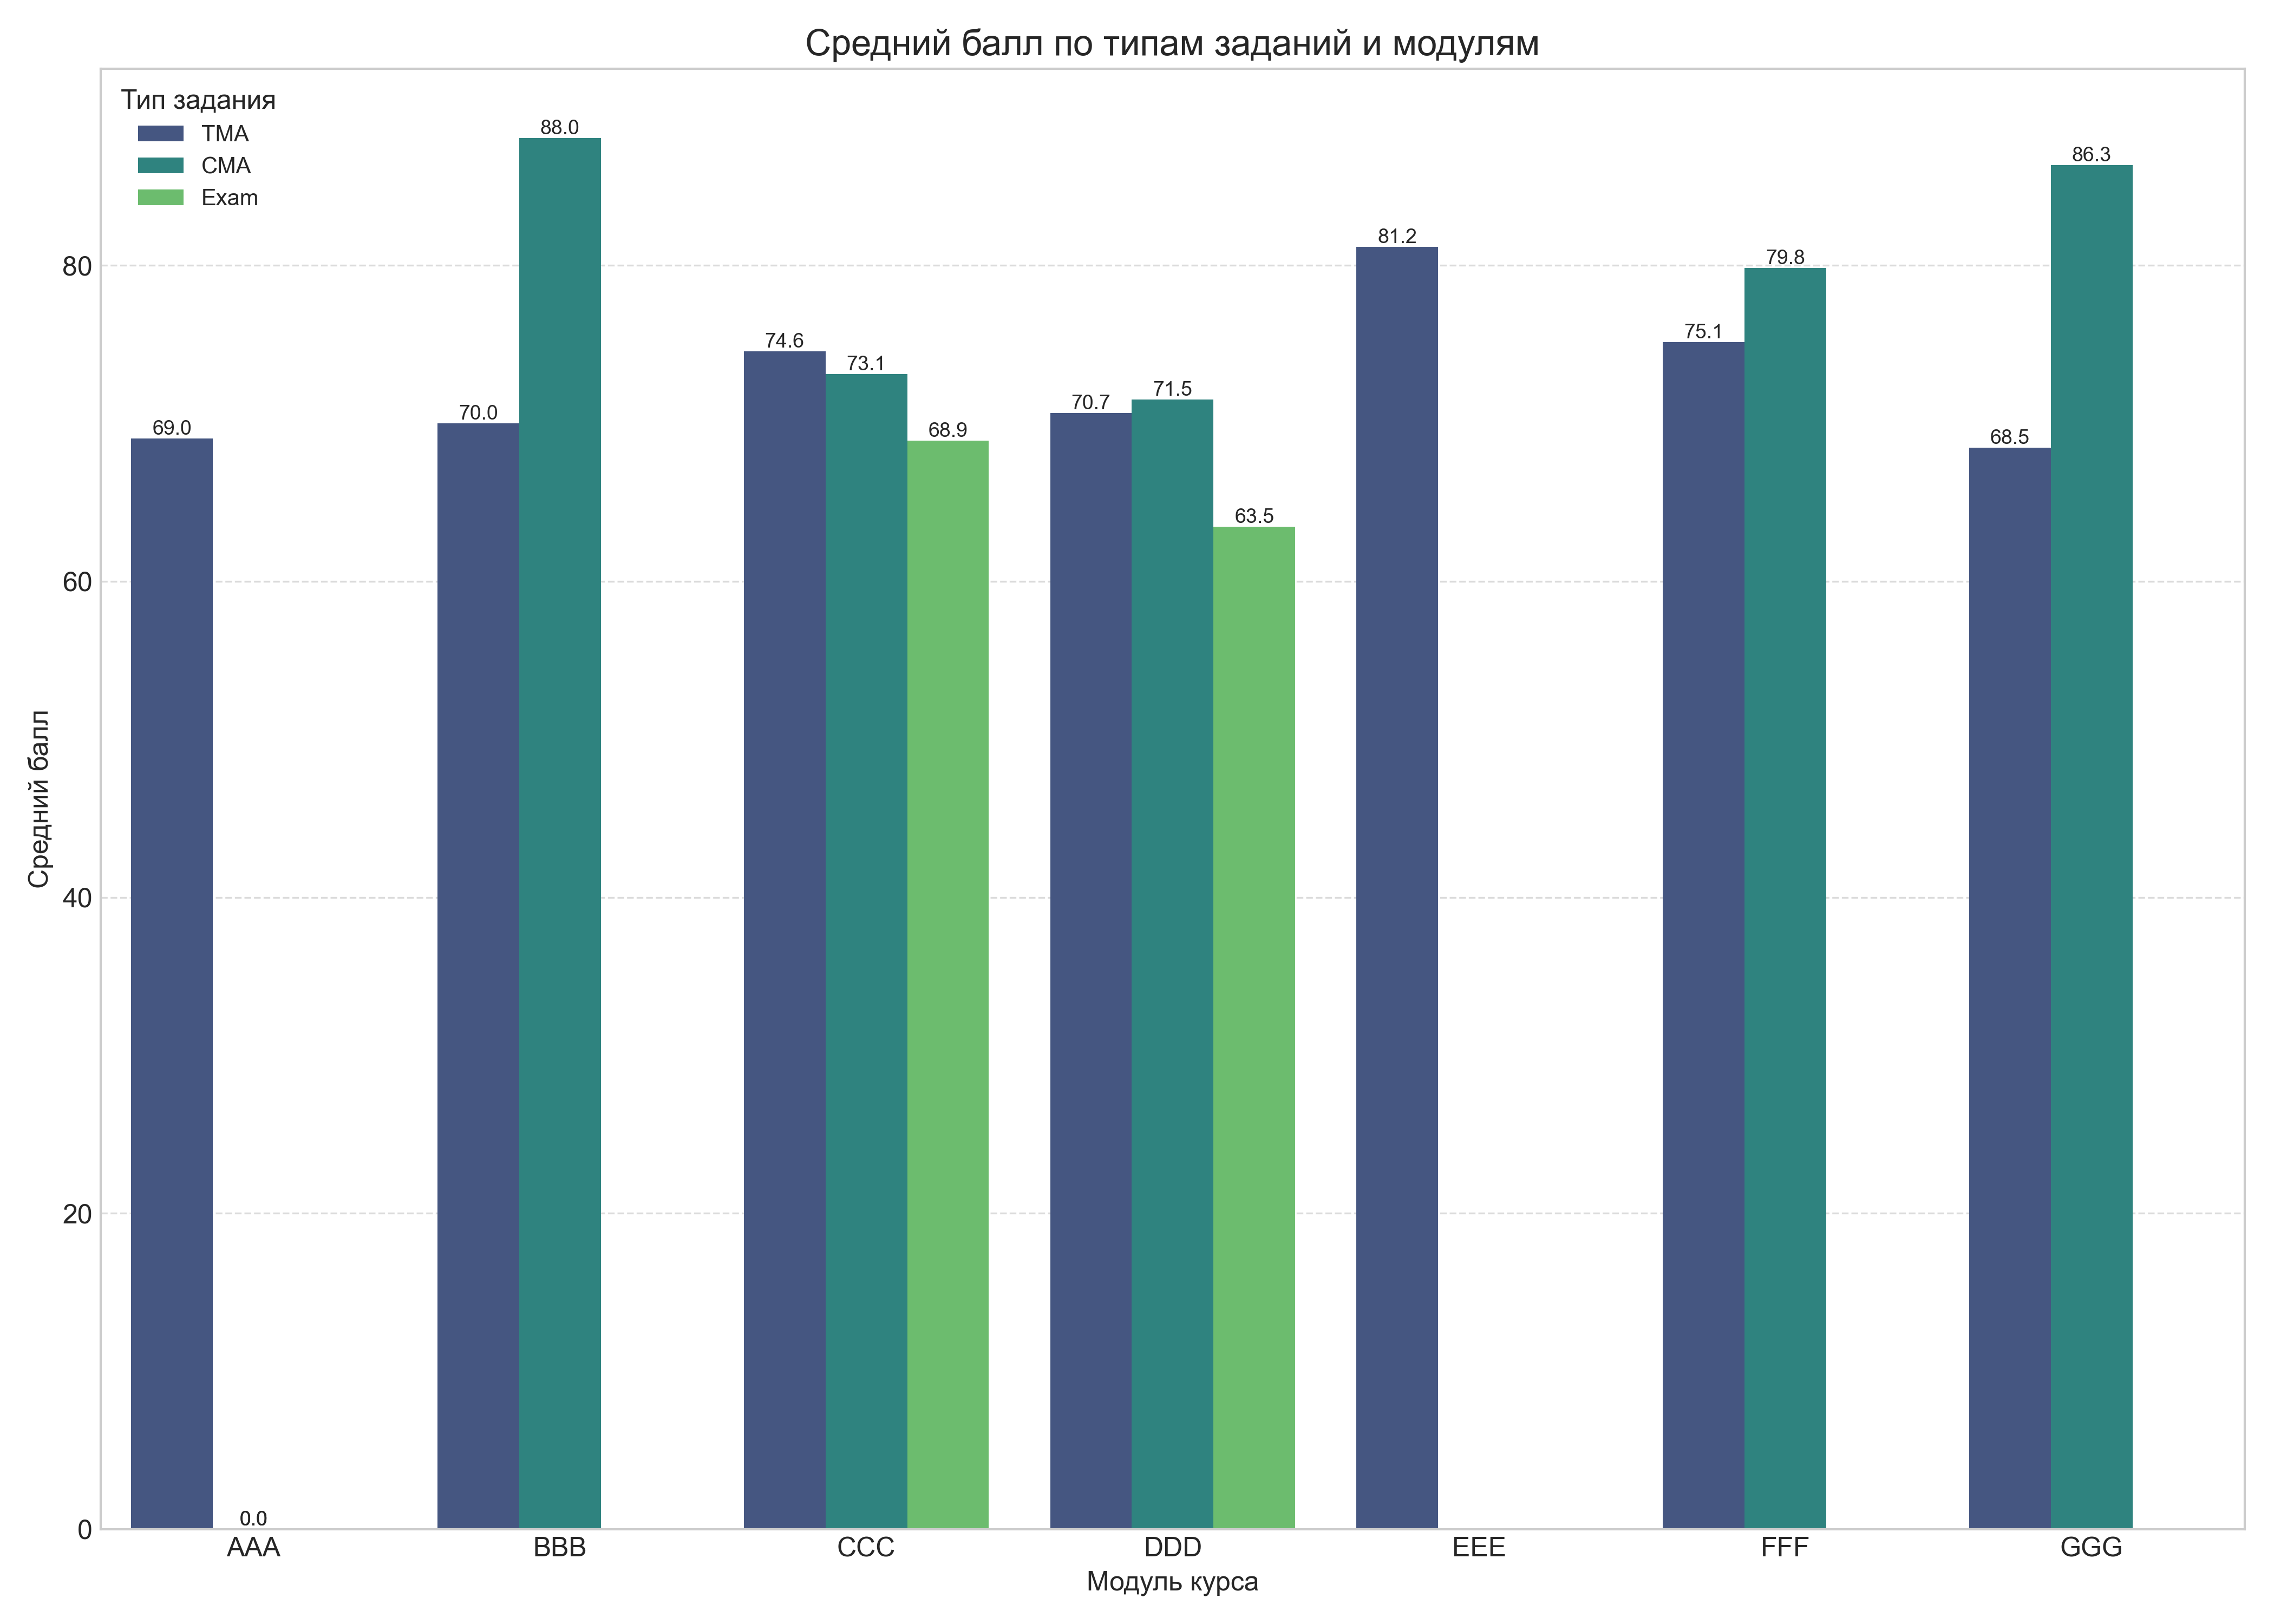 Средний балл по типам заданий и модулям
Тип задания
TMA
CMA
Exam
Средний балл
80
60
40
20
0
69.0
0.0
70.0
88.0
74.6
73.1
68.9
70.7
71.5
63.5
81.2
75.1
79.8
68.5
86.3
AAA
BBB
CCC
DDD
EEE
FFF
GGG
Модуль курса